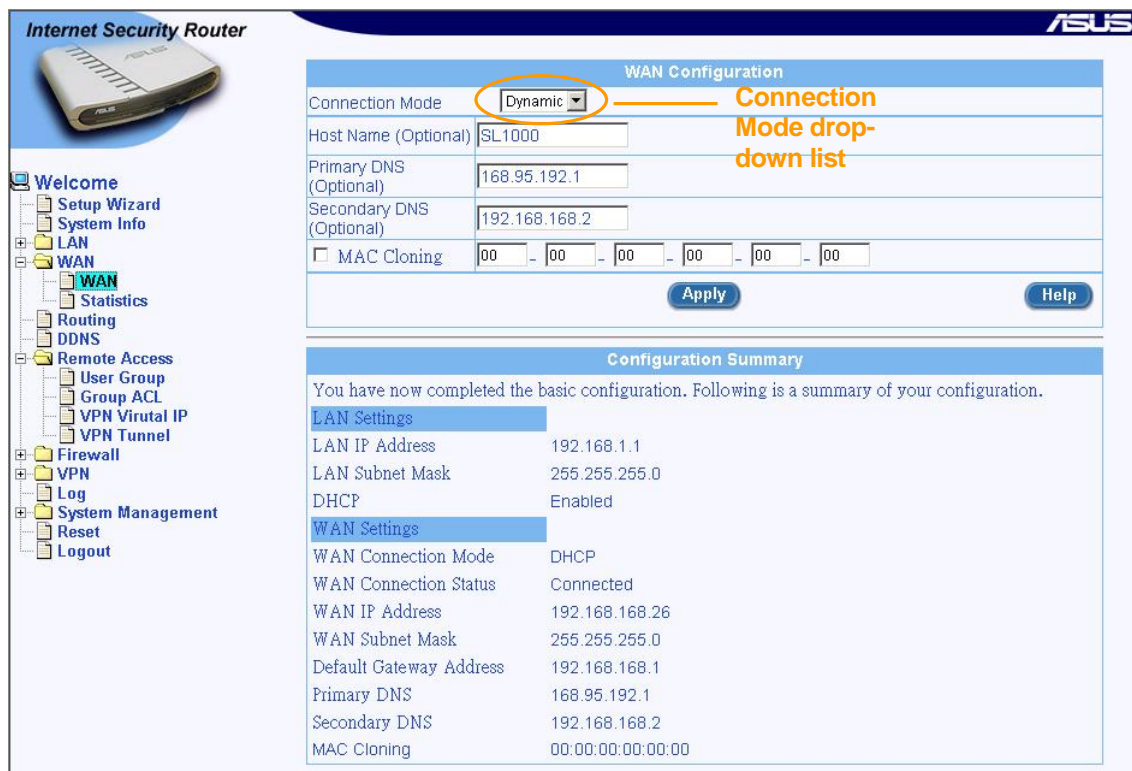 Internet Security Router
ASUS
WAN Configuration
Connection Mode Dynamic
Connection Mode drop-down list
Host Name (Optional) SL1000
Primary DNS (Optional) 168.95.192.1
Secondary DNS (Optional) 192.168.168.2
MAC Cloning 00 - 00 - 00 - 00 - 00 - 00
Apply Help
Welcome
Setup Wizard
System Info
LAN
WAN
WAN
Statistics
Routing
DDNS
Remote Access
User Group
Group ACL
VPN Virutal IP
VPN Tunnel
Firewall
VPN
Log
System Management
Reset
Logout
Configuration Summary
You have now completed the basic configuration. Following is a summary of your configuration.
LAN Settings
LAN IP Address 192.168.1.1
LAN Subnet Mask 255.255.255.0
DHCP Enabled
WAN Settings
WAN Connection Mode DHCP
WAN Connection Status Connected
WAN IP Address 192.168.168.26
WAN Subnet Mask 255.255.255.0
Default Gateway Address 192.168.168.1
Primary DNS 168.95.192.1
Secondary DNS 192.168.168.2
MAC Cloning 00:00:00:00:00:00